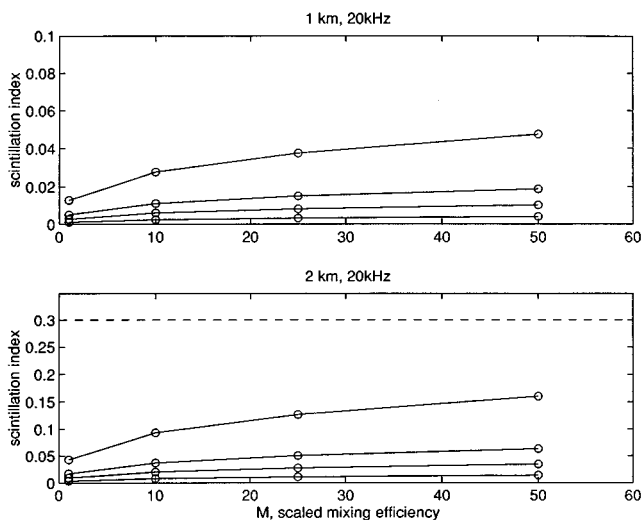 1 km, 20kHz
0.1
0.08
0.06
0.04
0.02
0
scintillation index
0 10 20 30 40 50 60
2 km, 20kHz
0.3
0.25
0.2
0.15
0.1
0.05
0
scintillation index
0 10 20 30 40 50 60
M, scaled mixing efficiency